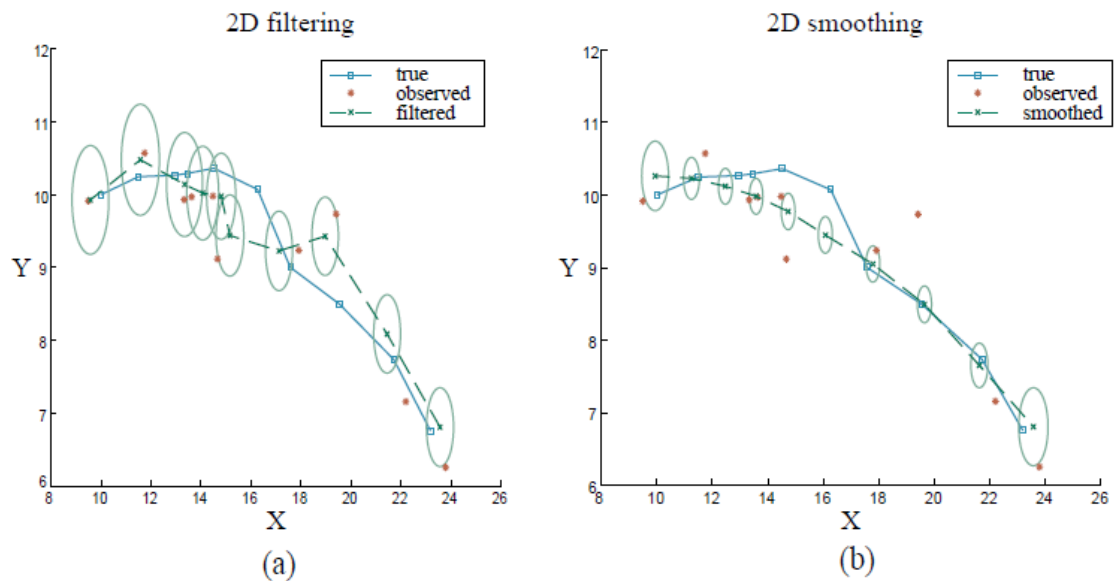 2D filtering
12
11
10
9
8
7
6
Y
true
observed
filtered
8 10 12 14 16 18 20 22 24 26
X
(a)
2D smoothing
12
11
10
9
8
7
6
Y
true
observed
smoothed
8 10 12 14 16 18 20 22 24 26
X
(b)